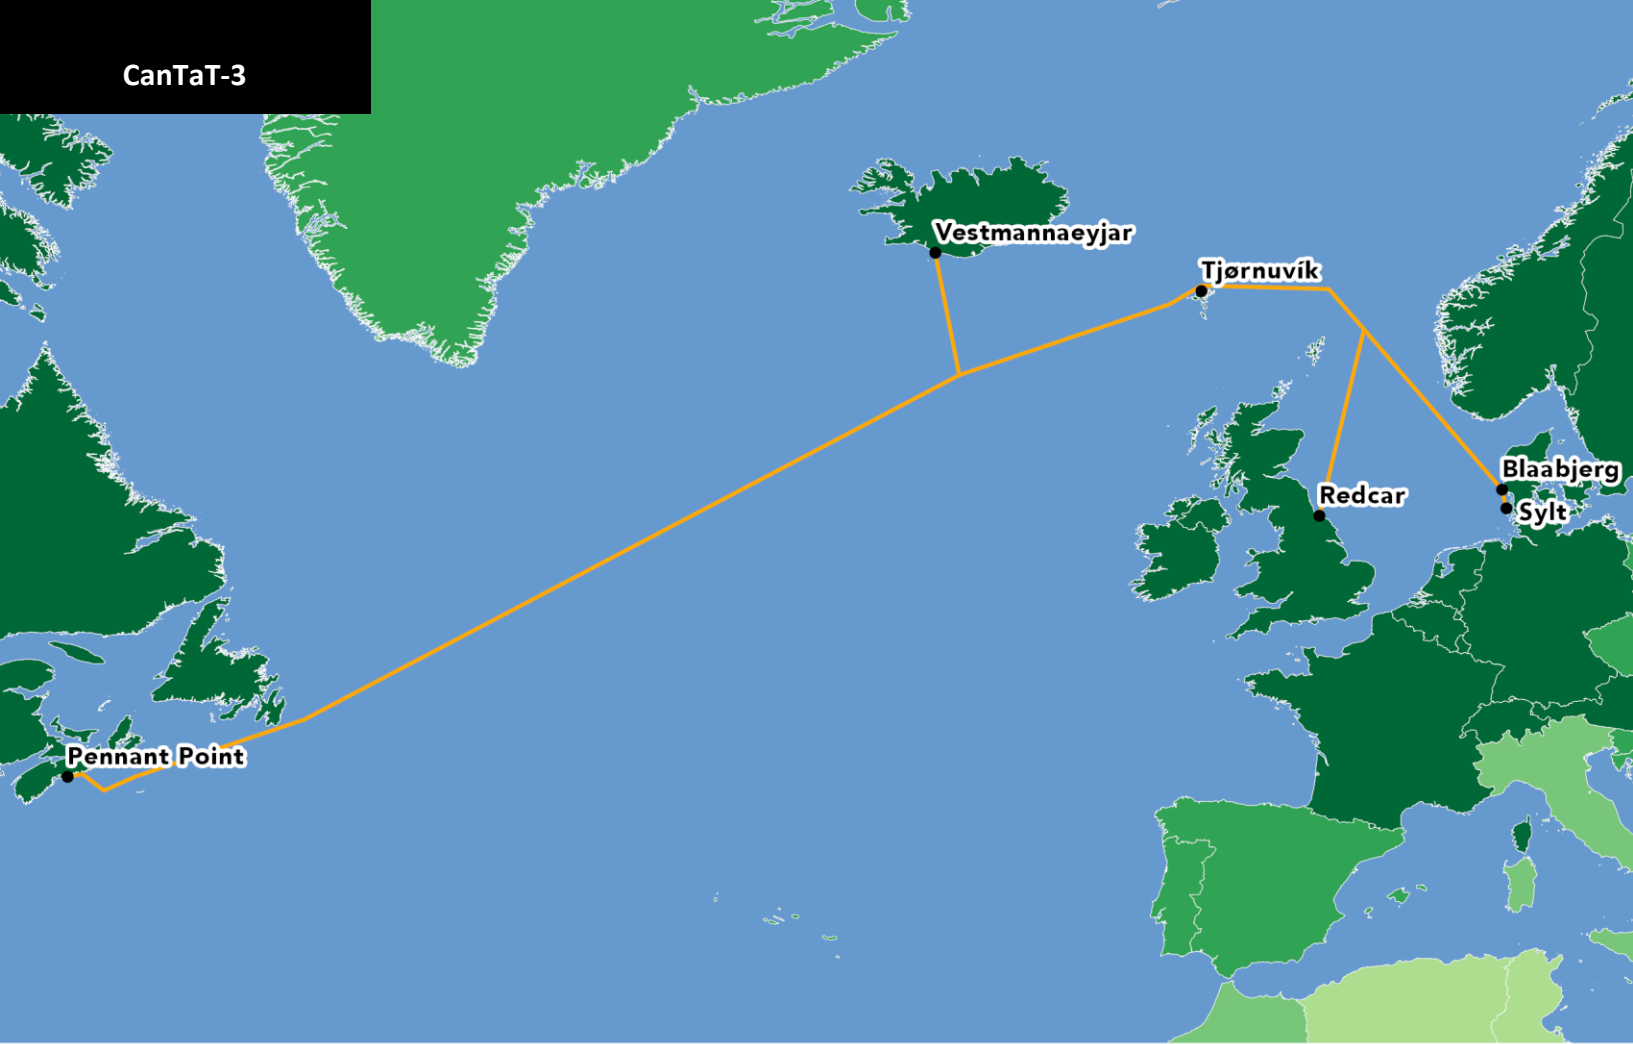 CanTaT-3
Vestmannaeyjar
Tjørnuvík
Blaabjerg
Redcar
Sylt
Pennant Point